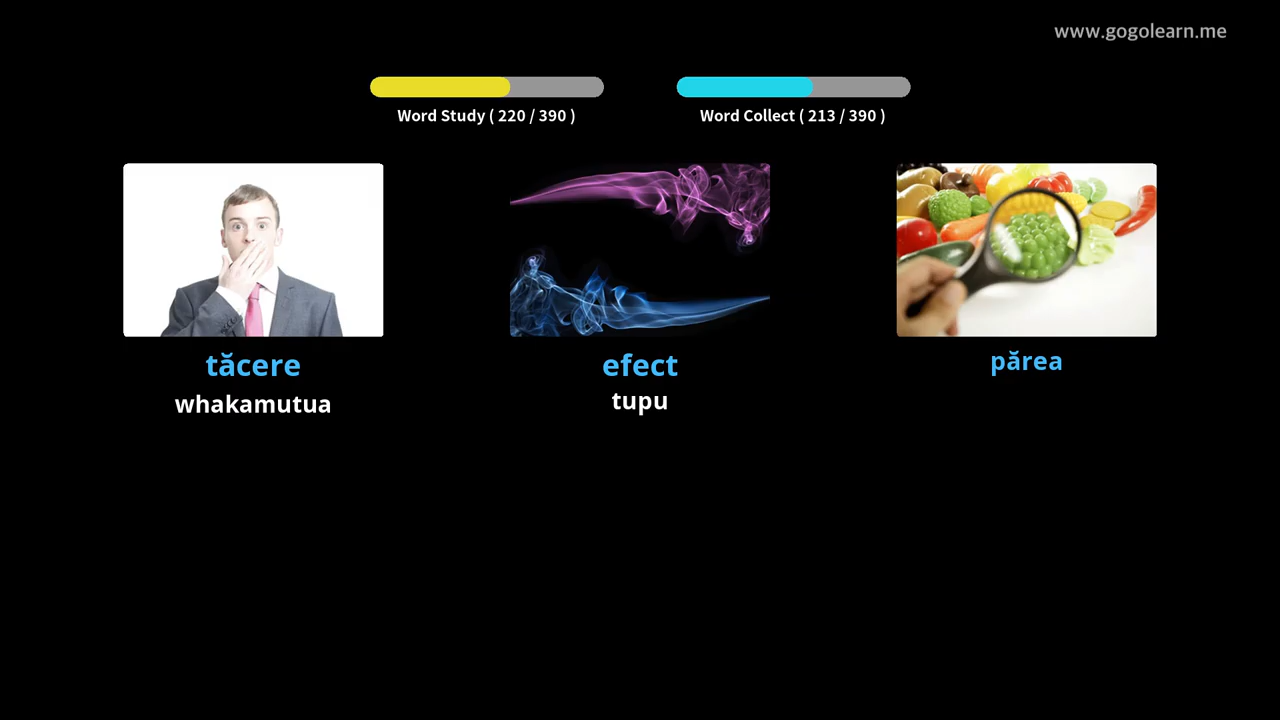 www.gogolearn.me
Word Study ( 220 / 390 )
Word Collect ( 213 / 390 )
tăcere
efect
părea
whakamutua
tupu